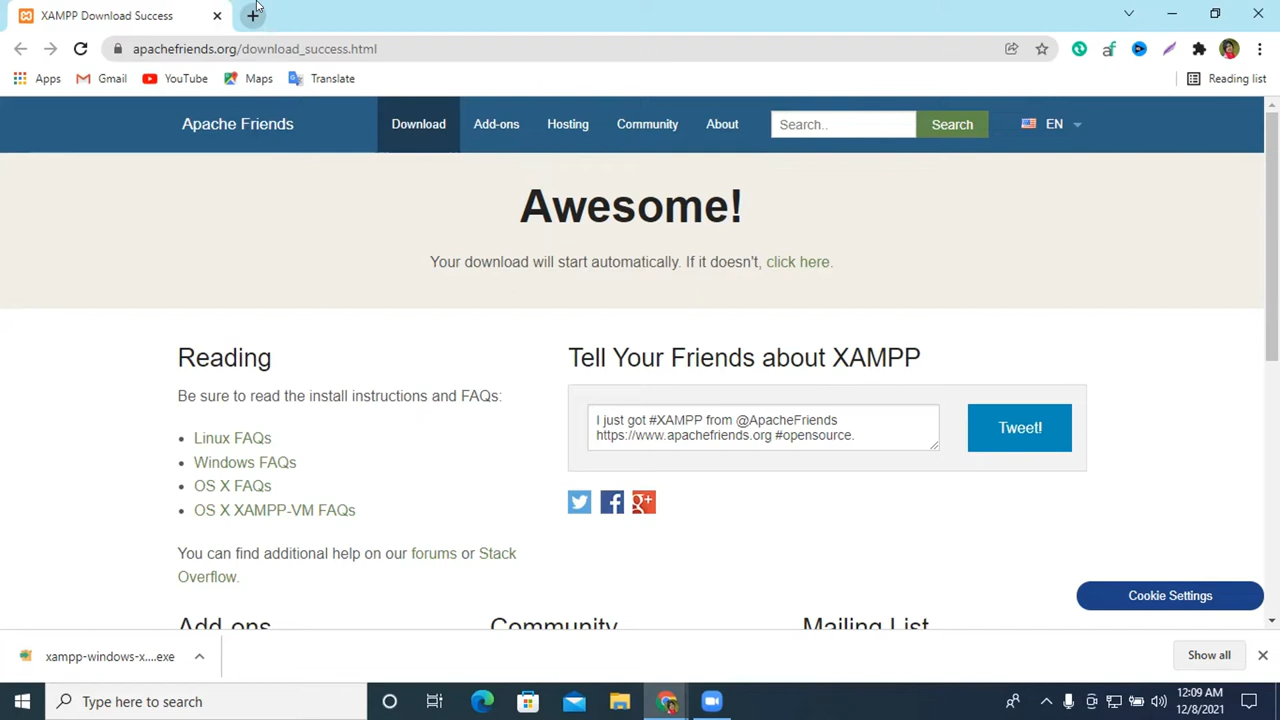 XAMPP Download Success
apachefriends.org/download_success.html
Apps
Gmail
YouTube
Maps
Translate
Reading list
Apache Friends
Download
Add-ons
Hosting
Community
About
Search..
Search
EN
Awesome!
Your download will start automatically. If it doesn't, click here.
Reading
Be sure to read the install instructions and FAQs:
Linux FAQs
Windows FAQs
OS X FAQs
OS X XAMPP-VM FAQs
You can find additional help on our forums or Stack
Overflow.
Tell Your Friends about XAMPP
I just got #XAMPP from @ApacheFriends
https://www.apachefriends.org #opensource.
Tweet!
Cookie Settings
Add-ons
Community
Mailing List
xampp-windows-x....exe
Show all
Type here to search
12:09 AM
12/8/2021